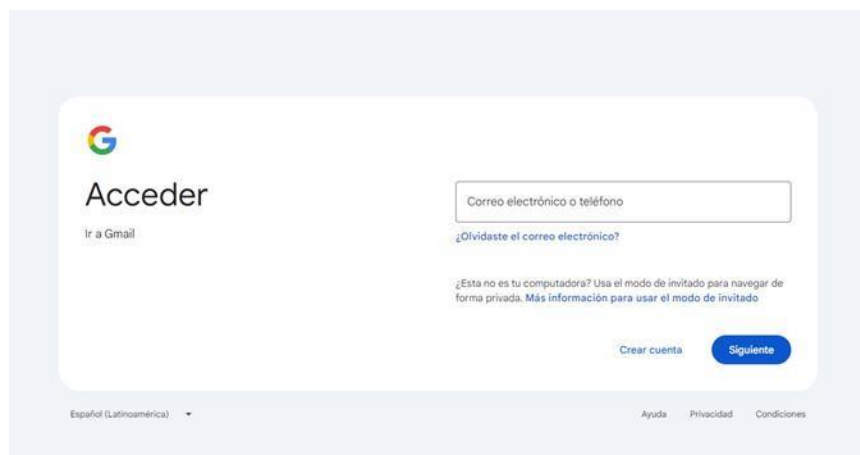 Acceder
Ir a Gmail
Correo electrónico o teléfono
¿Olvidaste el correo electrónico?
¿Esta no es tu computadora? Usa el modo de invitado para navegar de
forma privada. Más información para usar el modo de invitado
Crear cuenta
Siguiente
Español (Latinoamérica)
Ayuda Privacidad Condiciones